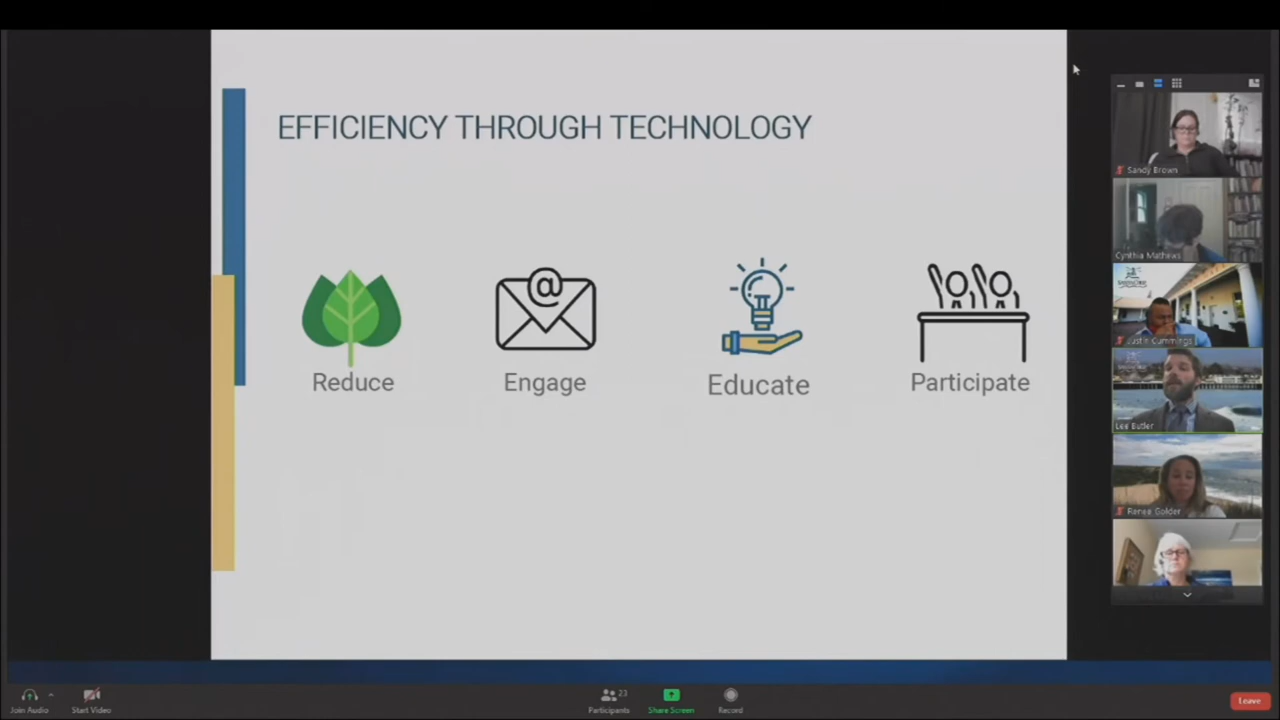 EFFICIENCY THROUGH TECHNOLOGY
@
Reduce
Engage
Educate
Participate
Sandy Brown
Cynthia Mathews
Justin Cummings
Lee Butler
Renee Golder
Join Audio
Start Video
Participants
23
Share Screen
Record
Leave